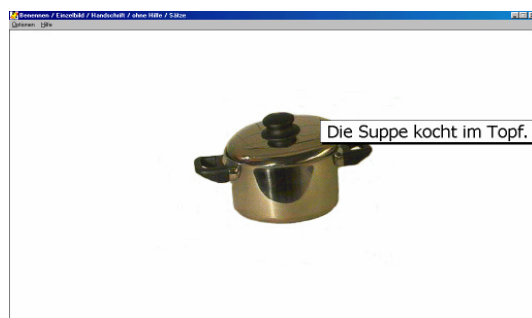 Benennen / Einzelbild / Handschrift / ohne Hilfe / Sätze
Optionen Hilfe
Die Suppe kocht im Topf.